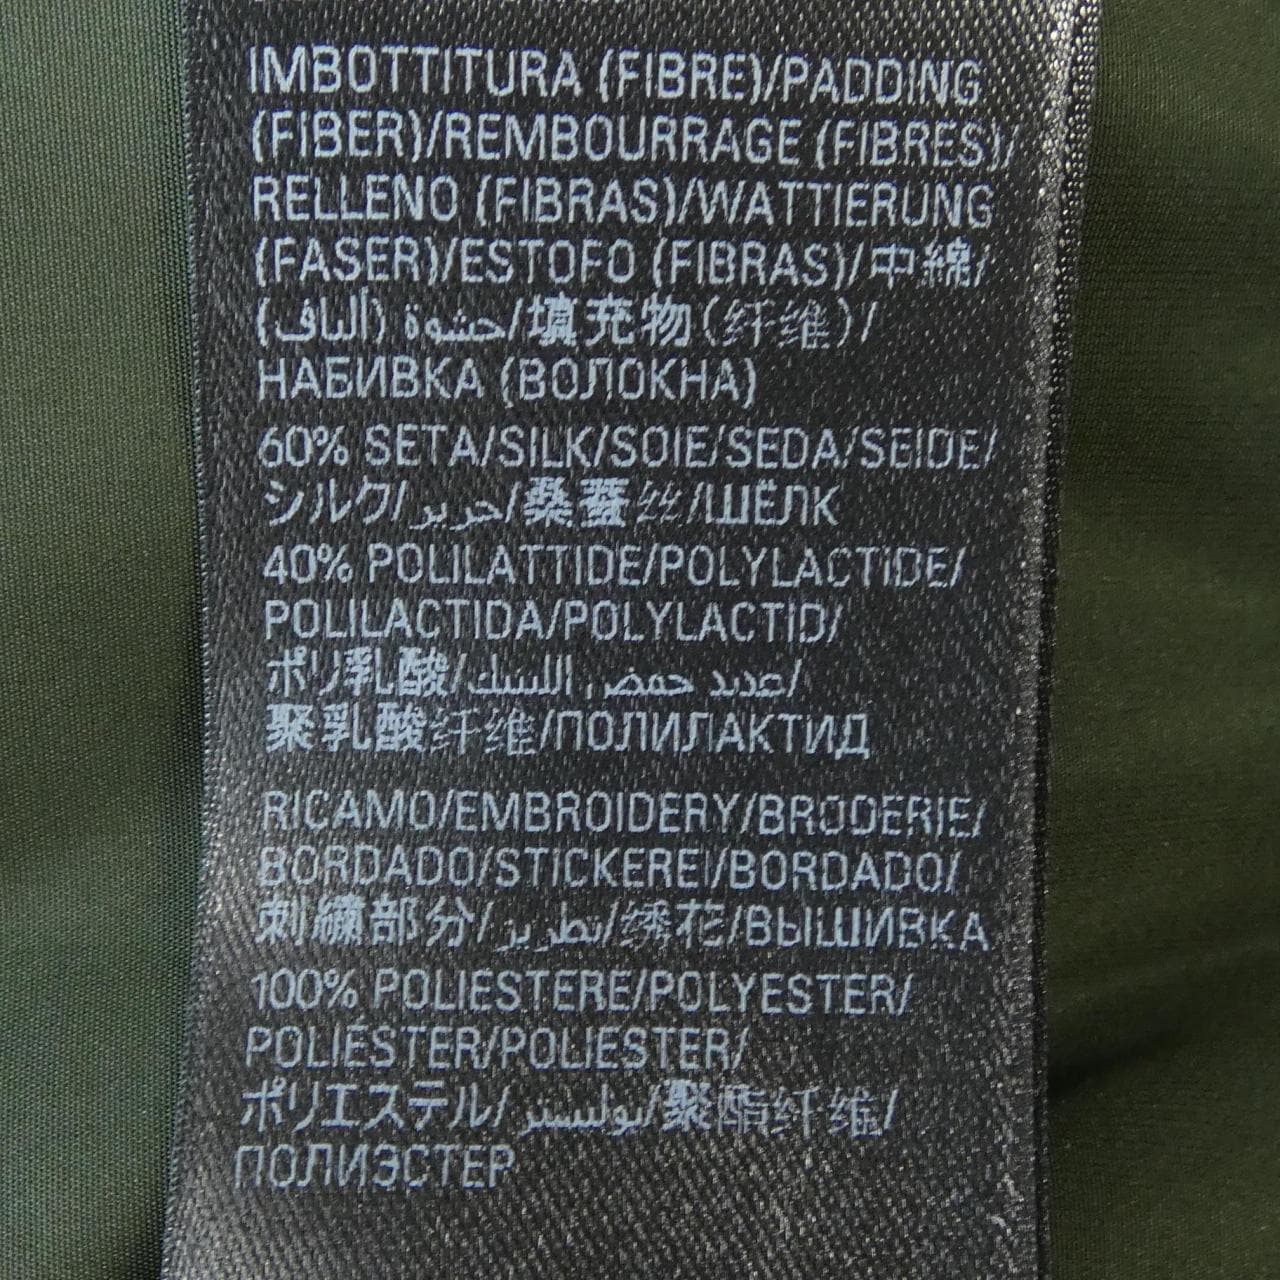 IMBOTTITURA (FIBRE)/PADDING
(FIBER)/REMBOURRAGE (FIBRES)/
RELLENO (FIBRAS)/WATTIERUNG
(FASER)/ESTOFO (FIBRAS)/中綿/
حشوة (ألياف)/填充物(纤维)/
НАБИВКА (ВОЛОКНА)
60% SETA/SILK/SOIE/SEDA/SEIDE/
シルク/حرير/桑蚕丝/ШЁЛК
40% POLILATTIDE/POLYLACTIDE/
POLILACTIDA/POLYLACTID/
ポリ乳酸/عديد حمض اللبنيك/
聚乳酸纤维/ПОЛИЛАКТИД
RICAMO/EMBROIDERY/BRODERIE/
BORDADO/STICKEREI/BORDADO/
刺繍部分/تطريز/绣花/ВЫШИВКА
100% POLIESTERE/POLYESTER/
POLIÉSTER/POLIESTER/
ポリエステル/بوليستر/聚酯纤维/
ПОЛИЭСТЕР